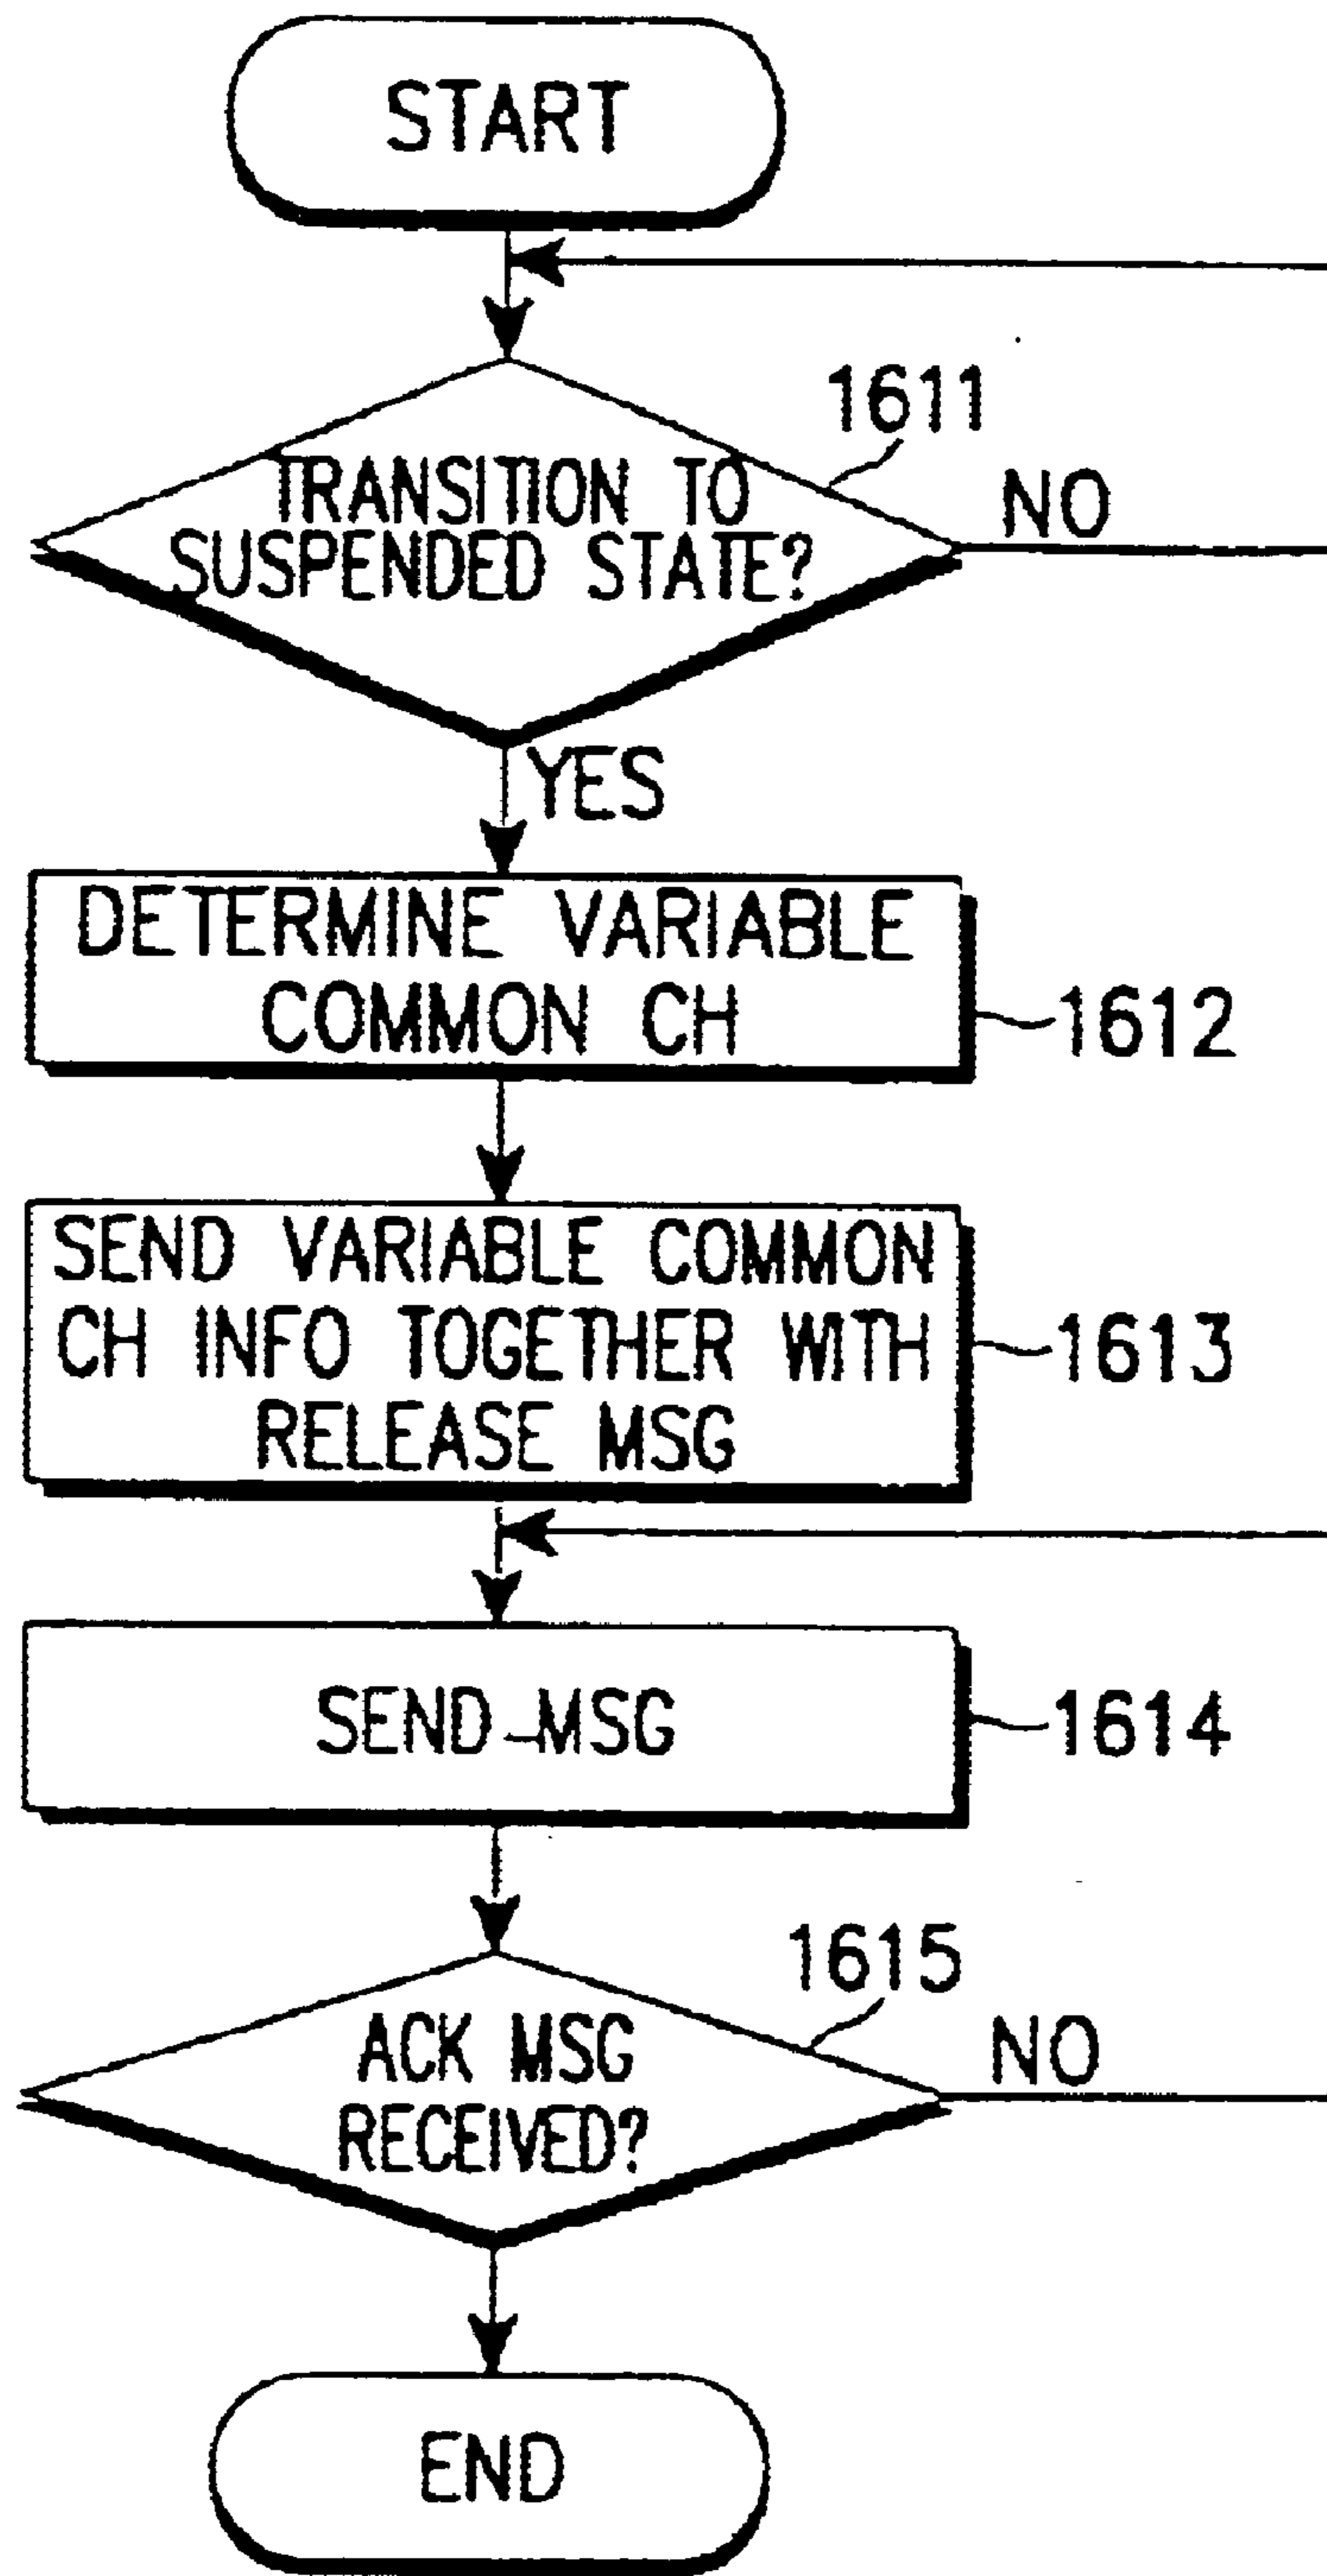 START
1611
TRANSITION TO
SUSPENDED STATE?
NO
YES
DETERMINE VARIABLE
COMMON CH
1612
SEND VARIABLE COMMON
CH INFO TOGETHER WITH
RELEASE MSG
1613
SEND MSG
1614
1615
ACK MSG
RECEIVED?
NO
END